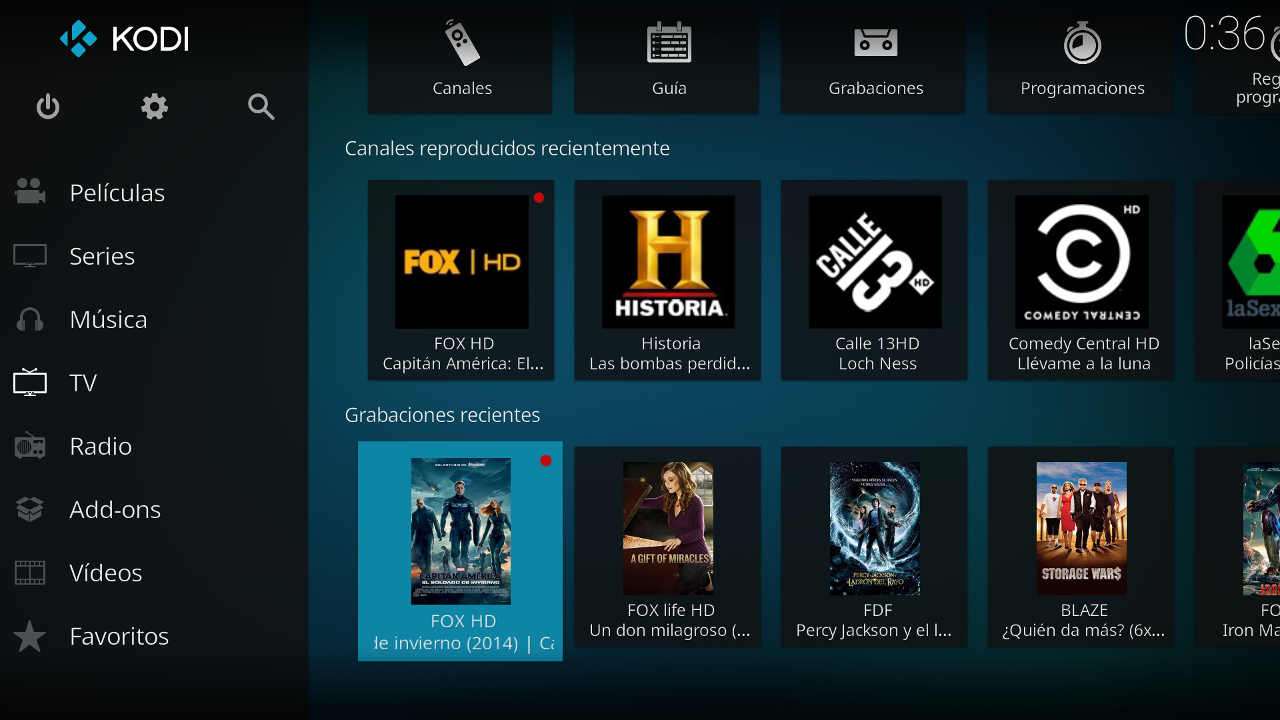 KODI
0:36
Canales
Guía
Grabaciones
Programaciones
Reg
progra
Películas
Series
Música
TV
Radio
Add-ons
Vídeos
Favoritos
Canales reproducidos recientemente
FOX | HD
FOX HD
Capitán América: El...
H
HISTORIA.
Historia
Las bombas perdid...
CALLE
13
HD
Calle 13HD
Loch Ness
HD
COMEDY CENTRAL
Comedy Central HD
Llévame a la luna
6
laSex
laSe
Policías
Grabaciones recientes
CAPITÁN AMÉRICA
EL SOLDADO DE INVIERNO
FOX HD
de invierno (2014) | Ca
A GIFT OF MIRACLES
FOX life HD
Un don milagroso (...
PERCY JACKSON
LADRÓN DEL RAYO
FDF
Percy Jackson y el l...
STORAGE WAR$
BLAZE
¿Quién da más? (6x...
FO
Iron Ma